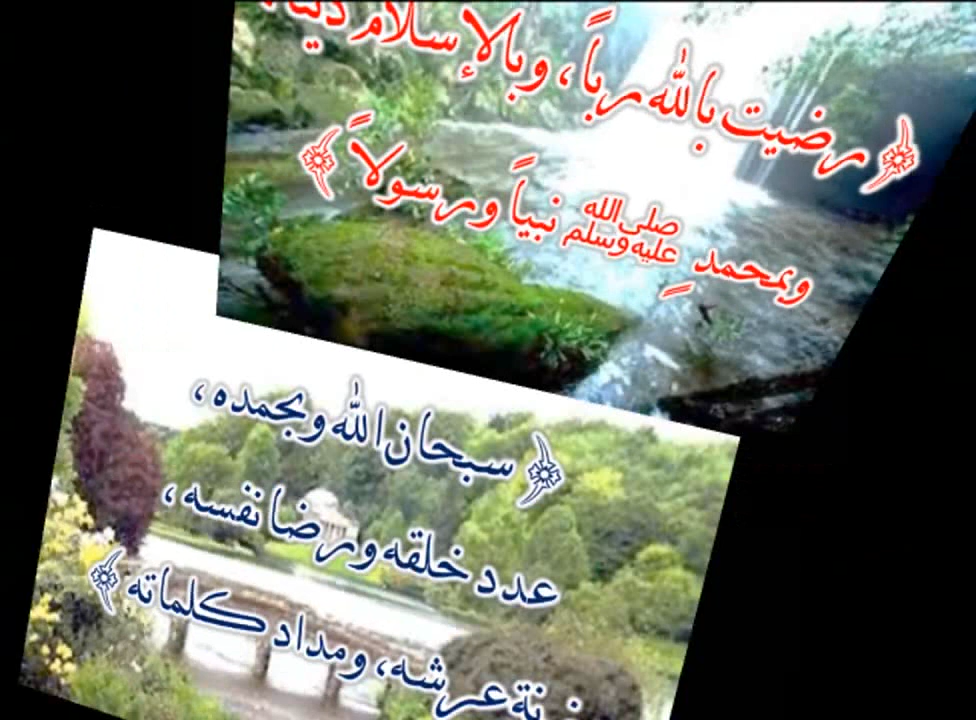 ﴿ رضيت بالله رباً، وبالإسلام ديناً،
وبمحمدٍ صلى الله عليه وسلم نبياً ورسولاً ﴾
﴿ سبحان الله وبحمده،
عدد خلقه ورضا نفسه،
وزنة عرشه، ومداد كلماته ﴾